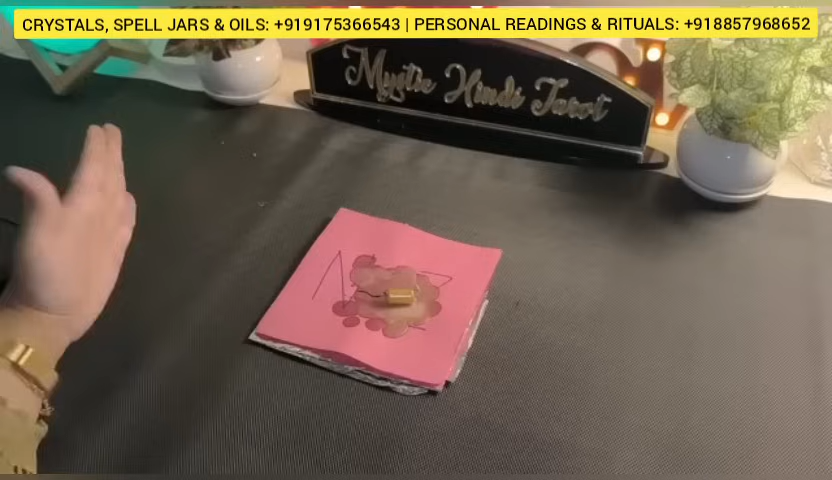 CRYSTALS, SPELL JARS & OILS: +919175366543 | PERSONAL READINGS & RITUALS: +918857968652
Mystic Hindi Tarot